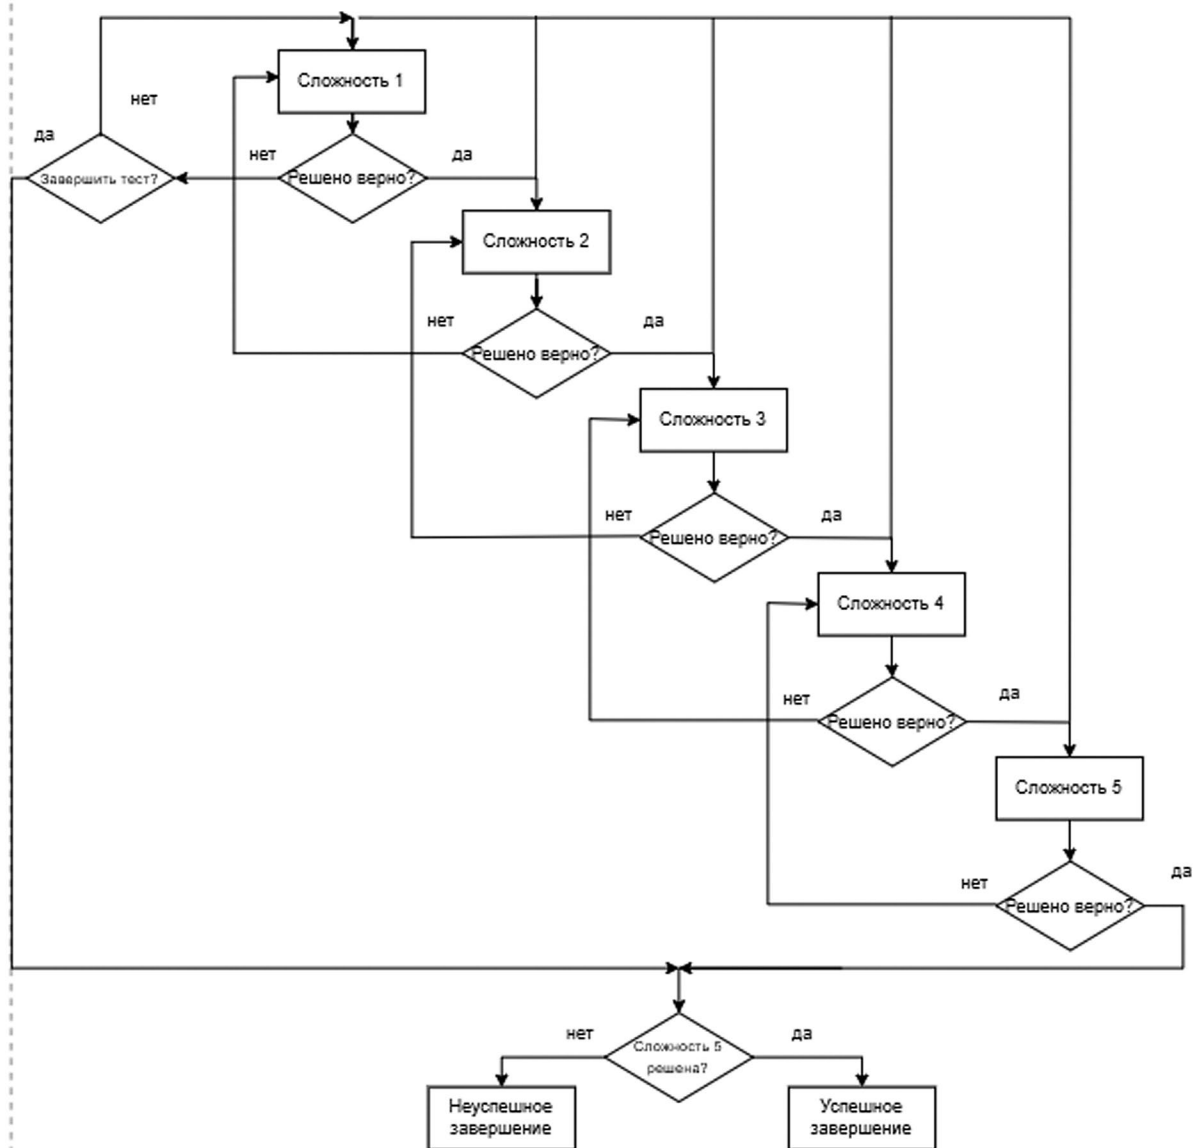 Сложность 1
нет
да
Завершить тест?
нет
Решено верно?
да
Сложность 2
нет
Решено верно?
да
Сложность 3
нет
Решено верно?
да
Сложность 4
нет
Решено верно?
да
Сложность 5
нет
Решено верно?
да
нет
Сложность 5
решена?
да
Неуспешное
завершение
Успешное
завершение